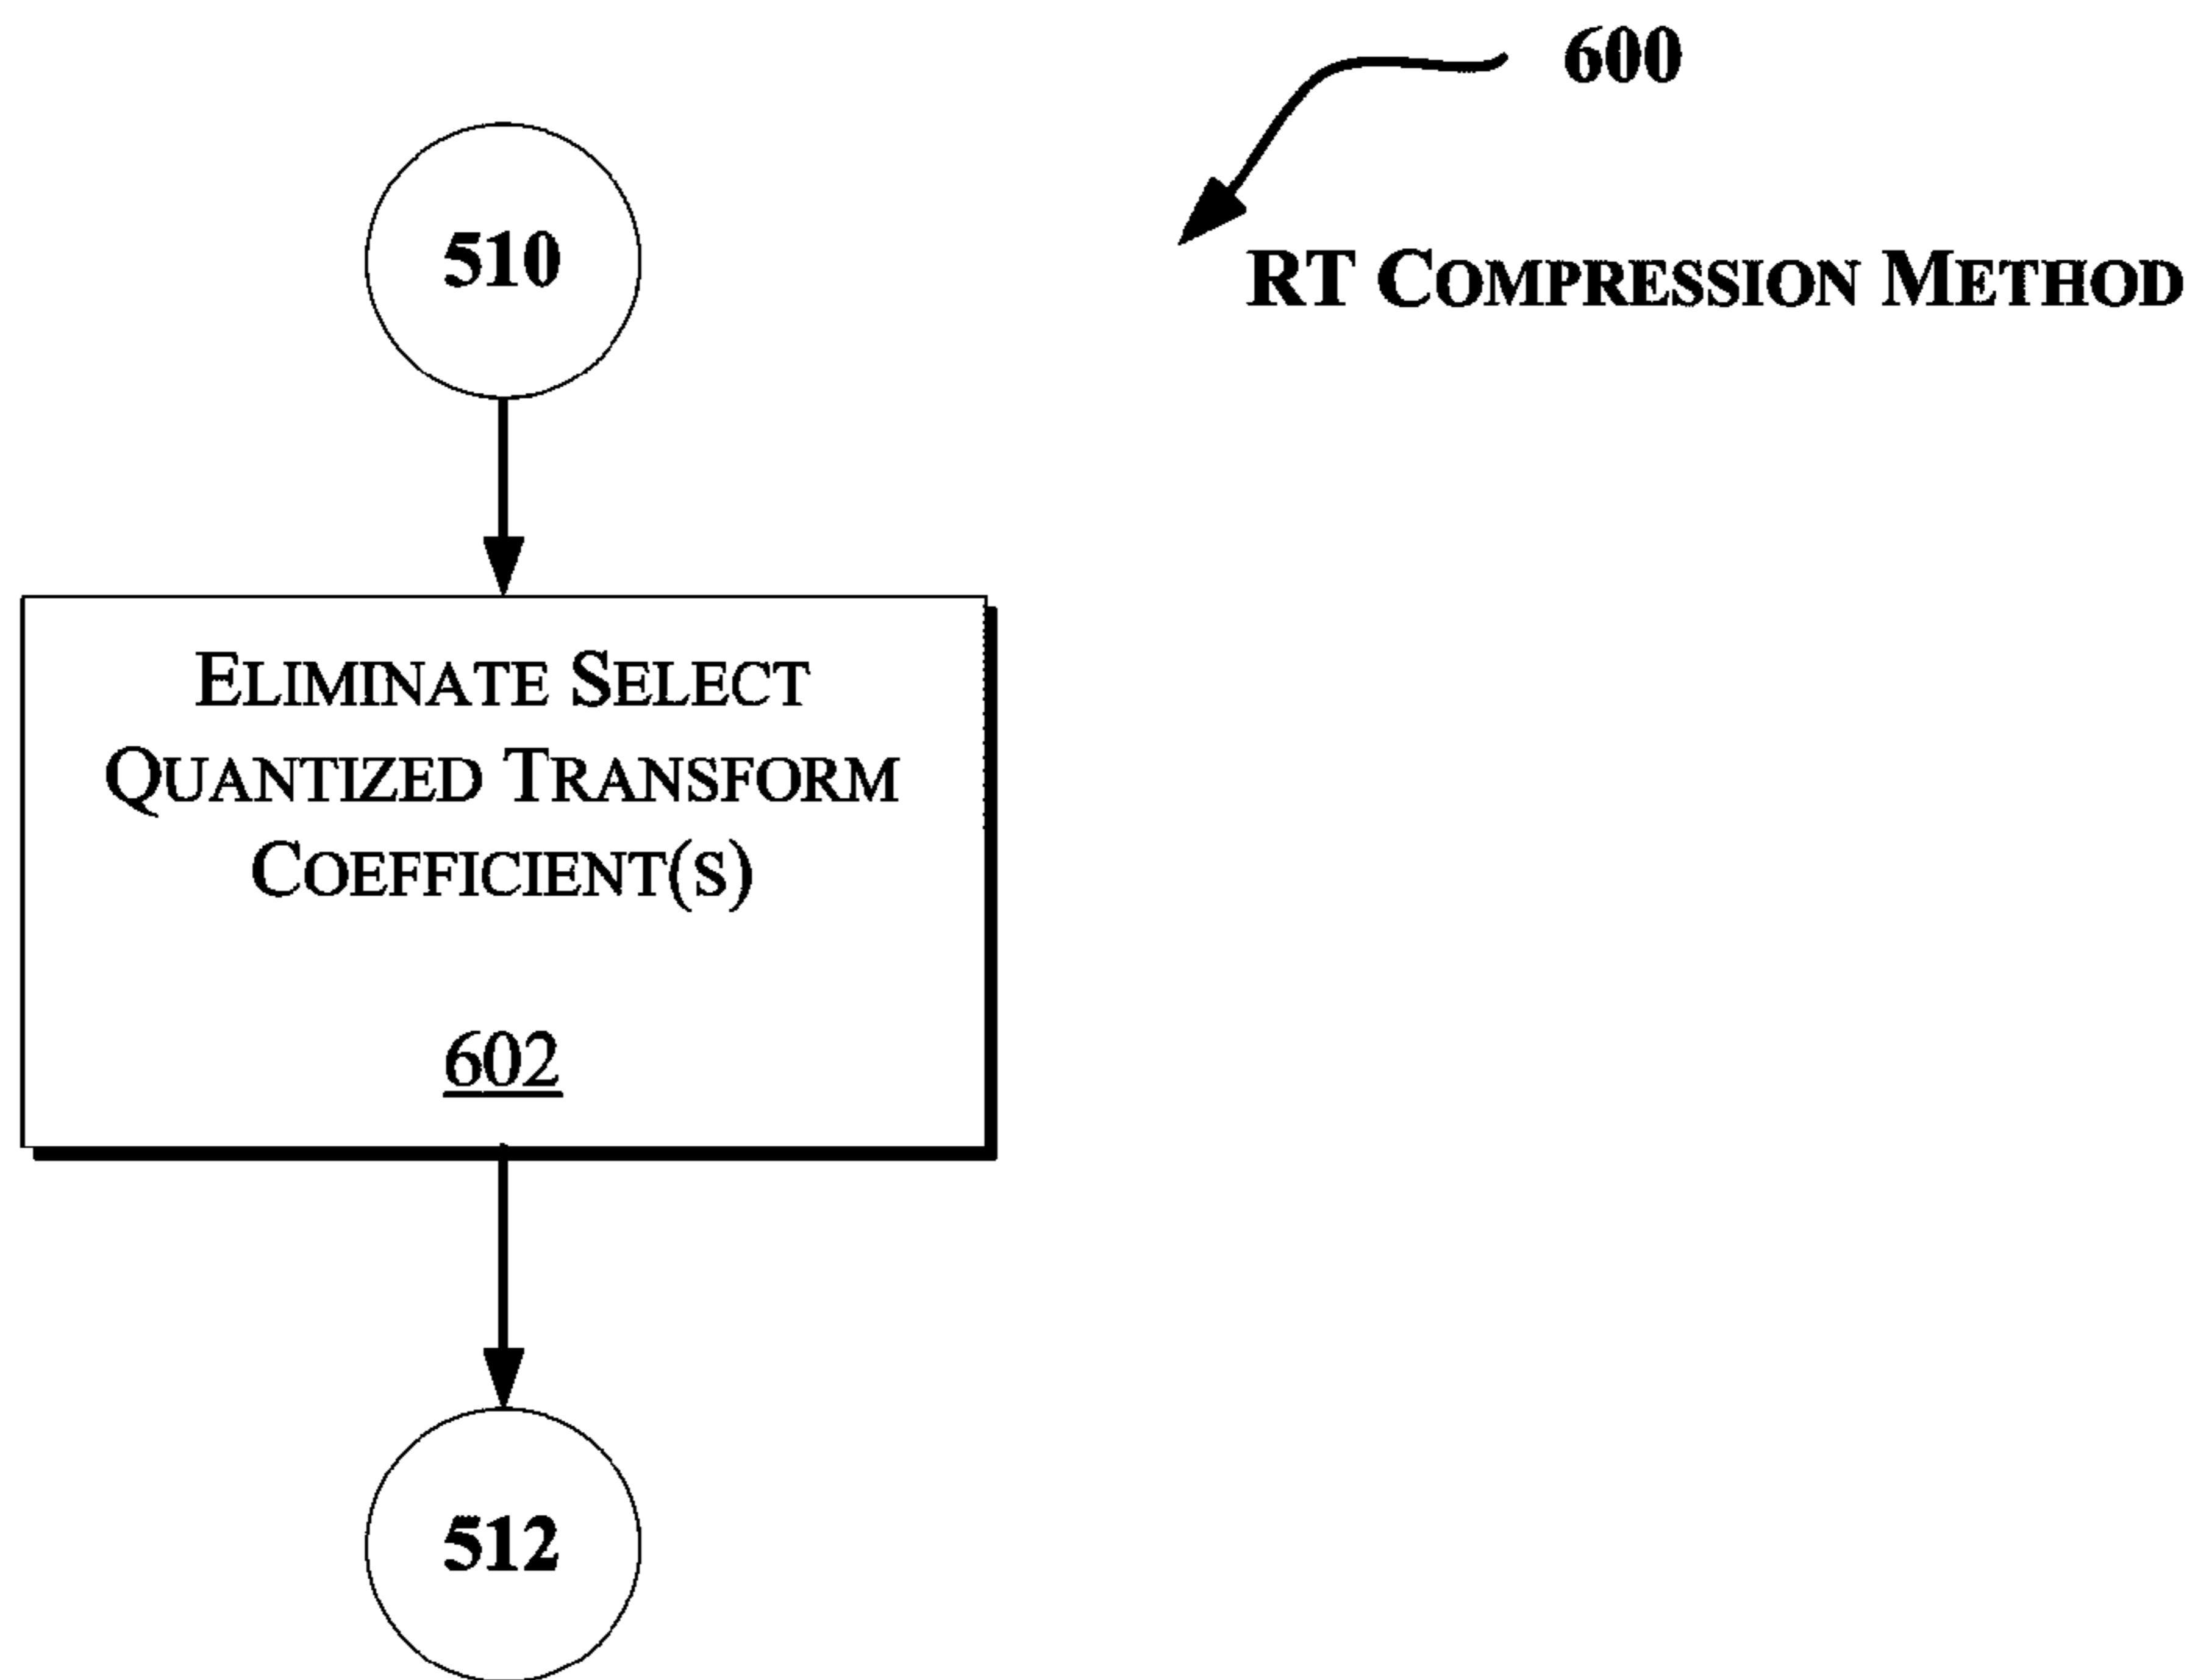 600
510
RT COMPRESSION METHOD
ELIMINATE SELECT
QUANTIZED TRANSFORM
COEFFICIENT(S)
602
512